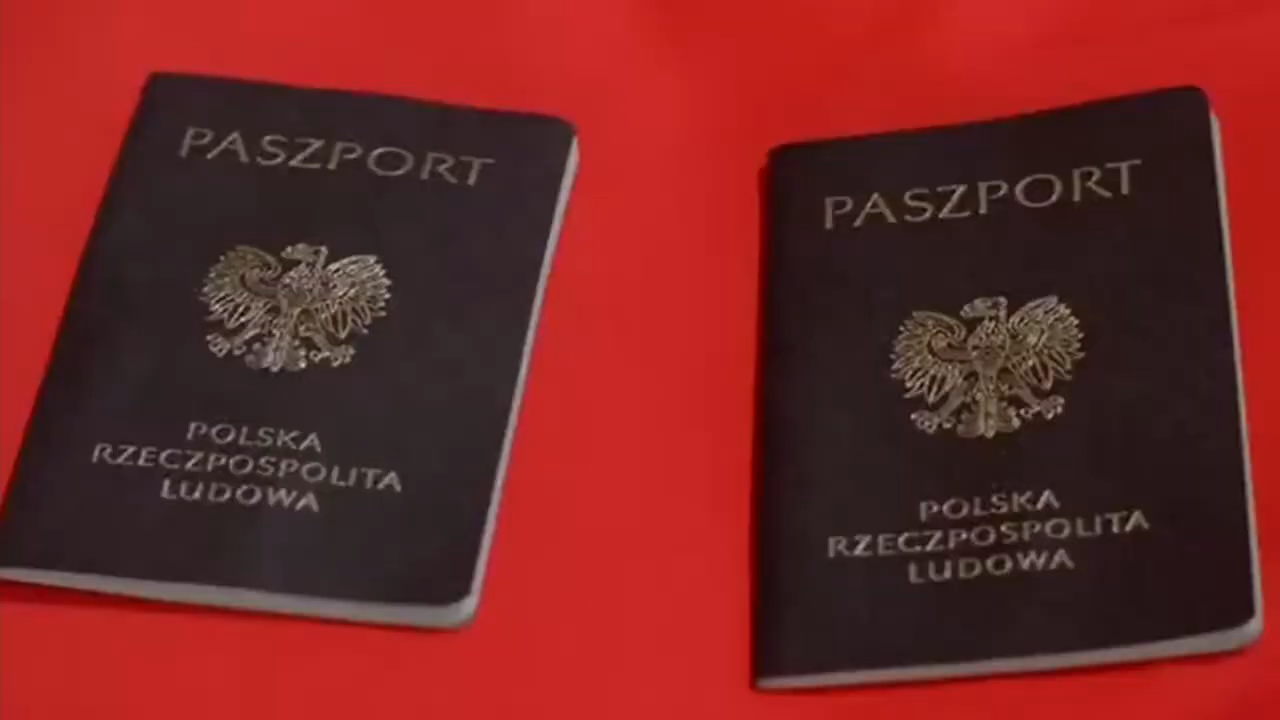 PASZPORT
POLSKA
RZECZPOSPOLITA
LUDOWA
PASZPORT
POLSKA
RZECZPOSPOLITA
LUDOWA